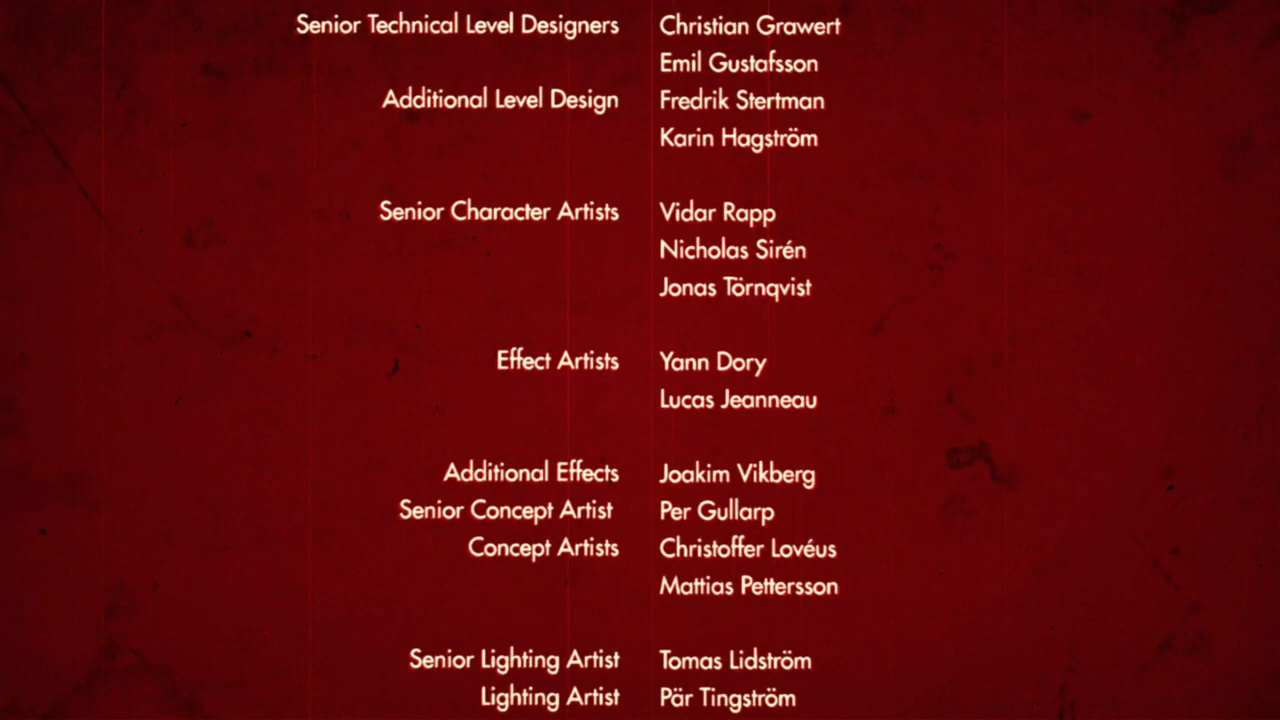 Senior Technical Level Designers Christian Grawert
Emil Gustafsson
Additional Level Design Fredrik Stertman
Karin Hagström
Senior Character Artists Vidar Rapp
Nicholas Sirén
Jonas Törnqvist
Effect Artists Yann Dory
Lucas Jeanneau
Additional Effects Joakim Vikberg
Senior Concept Artist Per Gullarp
Concept Artists Christoffer Lovéus
Mattias Pettersson
Senior Lighting Artist Tomas Lidström
Lighting Artist Pär Tingström